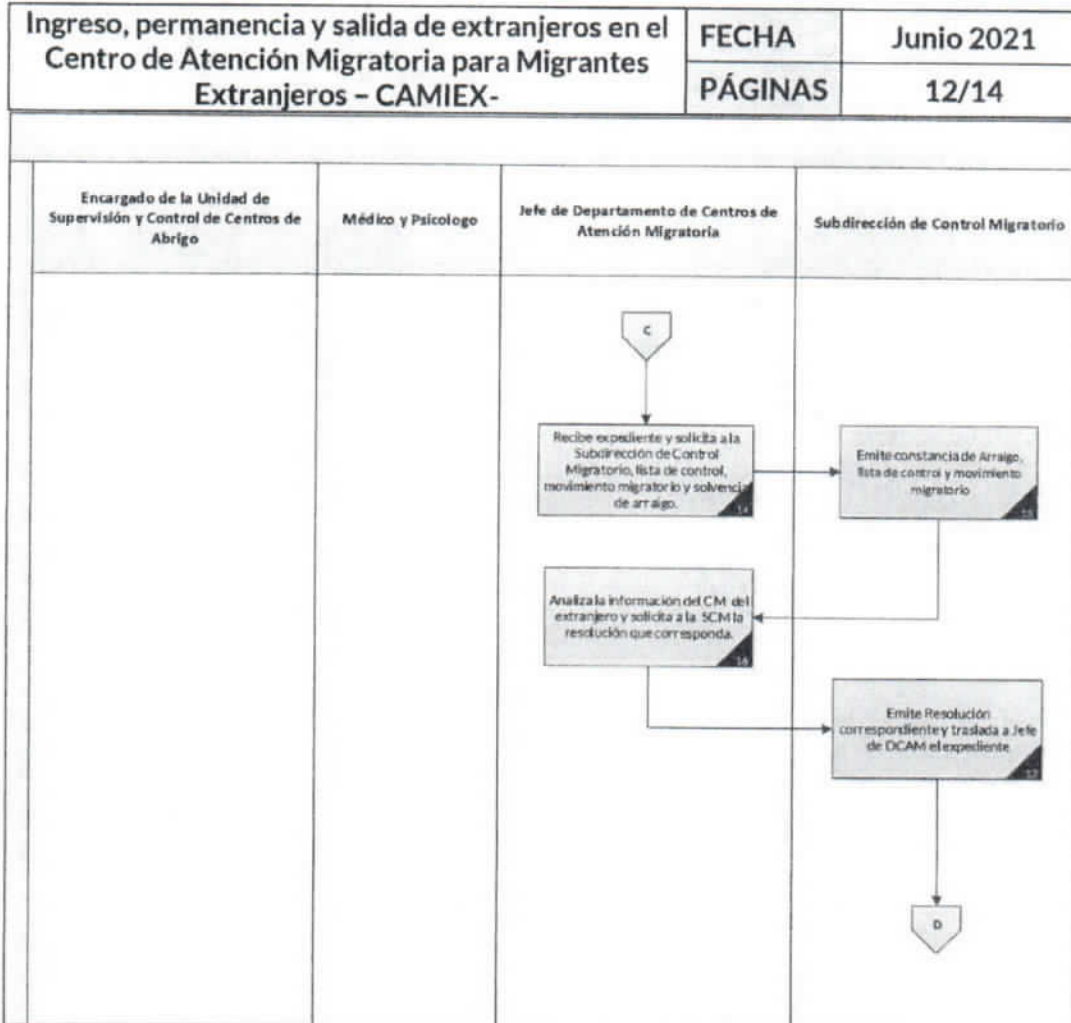 Ingreso, permanencia y salida de extranjeros en el
Centro de Atención Migratoria para Migrantes
Extranjeros – CAMIEX-
FECHA
Junio 2021
PÁGINAS
12/14
Encargado de la Unidad de
Supervisión y Control de Centros de
Abrigo
Médico y Psicologo
Jefe de Departamento de Centros de
Atención Migratoria
Subdirección de Control Migratorio
C
Recibe expediente y solicita a la
Subdirección de Control
Migratorio, lista de control,
movimiento migratorio y solvencia
de arraigo.
14
Emite constancia de Arraigo,
lista de control y movimiento
migratorio
15
Analiza la información del CM del
extranjero y solicita a la SCM la
resolución que corresponda.
16
Emite Resolución
correspondiente y traslada a Jefe
de DCAM el expediente
17
D